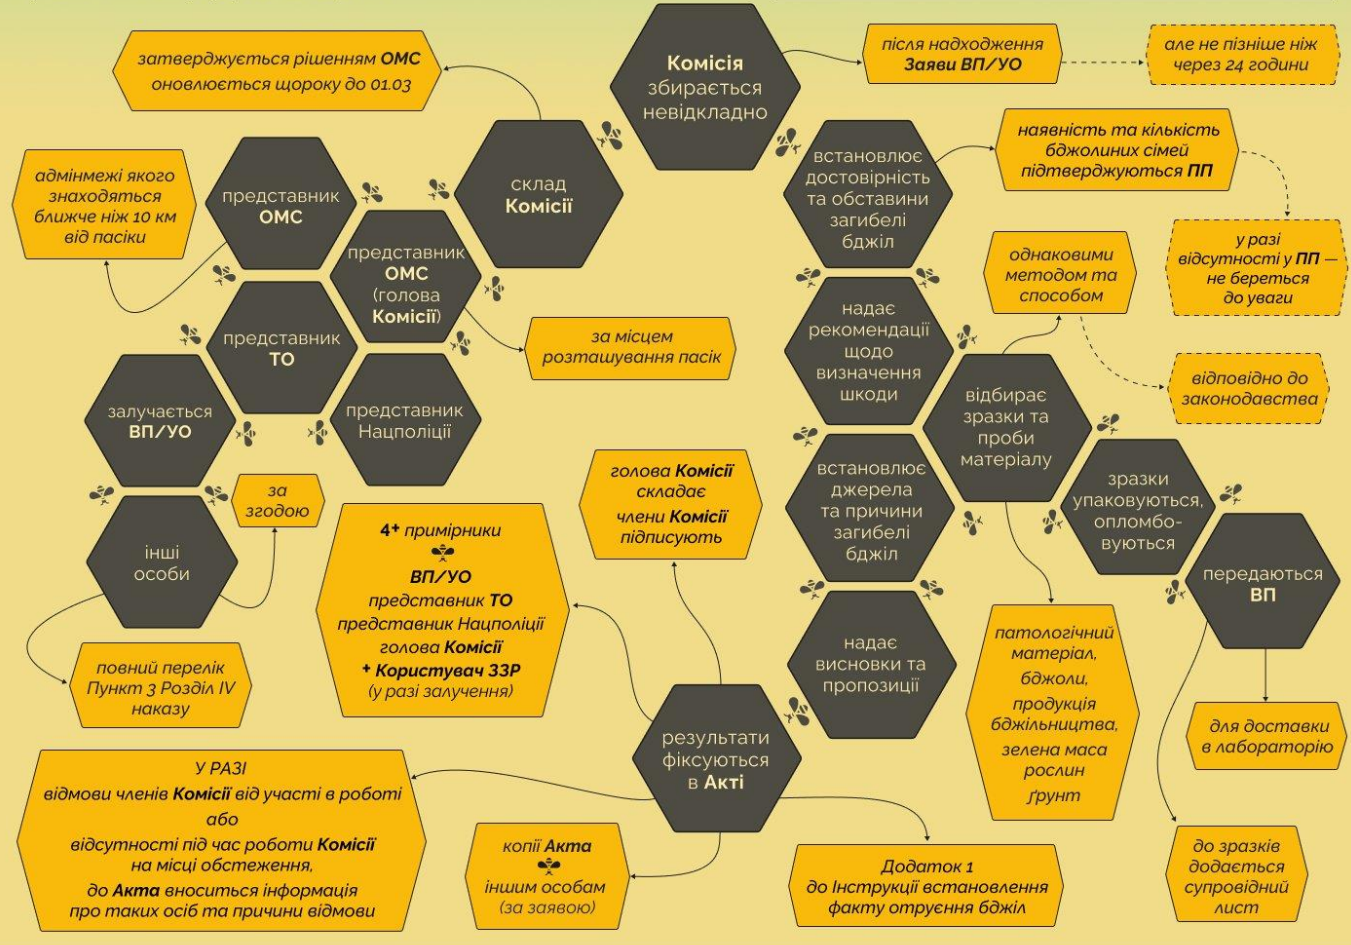 Комісія
збирається
невідкладно
після надходження
Заяви ВП/УО
але не пізніше ніж
через 24 години
затверджується рішенням ОМС
оновлюється щороку до 01.03
склад
Комісії
представник
ОМС
(голова
Комісії)
за місцем
розташування пасік
представник
ОМС
адмінмежі якого
знаходяться
ближче ніж 10 км
від пасіки
представник
ТО
представник
Нацполіції
залучається
ВП/УО
інші
особи
за
згодою
повний перелік
Пункт 3 Розділ IV
наказу
встановлює
достовірність
та обставини
загибелі
бджіл
наявність та кількість
бджолиних сімей
підтверджуються ПП
у разі
відсутності у ПП —
не береться
до уваги
надає
рекомендації
щодо
визначення
шкоди
відбирає
зразки та
проби
матеріалу
однаковими
методом та
способом
відповідно до
законодавства
патологічний
матеріал,
бджоли,
продукція
бджільництва,
зелена маса
рослин
ґрунт
зразки
упаковуються,
опломбо-
вуються
передаються
ВП
для доставки
в лабораторію
до зразків
додається
супровідний
лист
встановлює
джерела
та причини
загибелі
бджіл
надає
висновки та
пропозиції
результати
фіксуються
в Акті
голова Комісії
складає
члени Комісії
підписують
4+ примірники
ВП/УО
представник ТО
представник Нацполіції
голова Комісії
+ Користувач ЗЗР
(у разі залучення)
У РАЗІ
відмови членів Комісії від участі в роботі
або
відсутності під час роботи Комісії
на місці обстеження,
до Акта вноситься інформація
про таких осіб та причини відмови
копії Акта
іншим особам
(за заявою)
Додаток 1
до Інструкції встановлення
факту отруєння бджіл